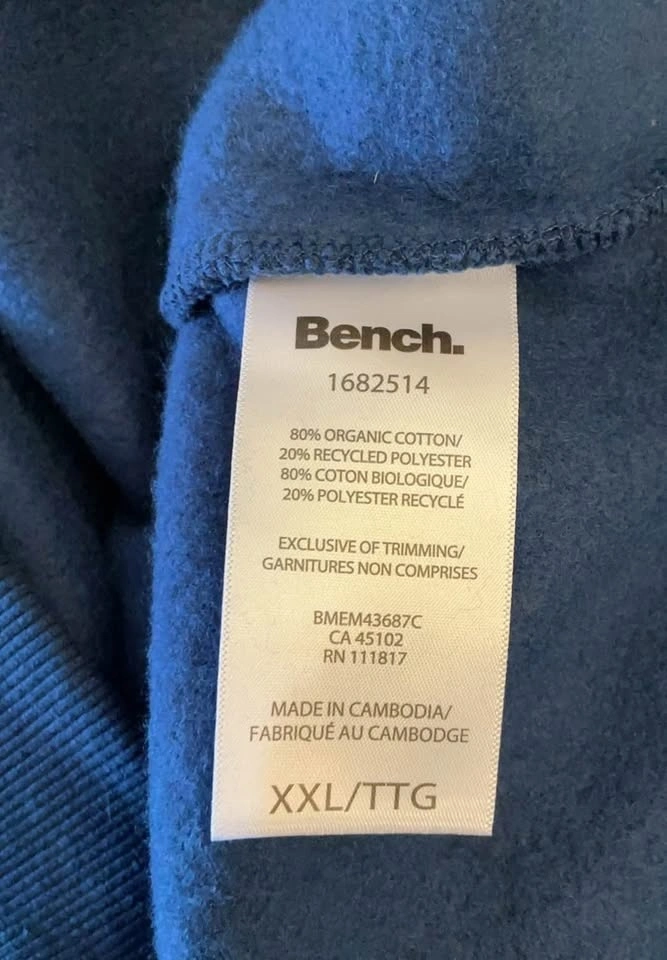 Bench.
1682514
80% ORGANIC COTTON/
20% RECYCLED POLYESTER
80% COTON BIOLOGIQUE/
20% POLYESTER RECYCLÉ
EXCLUSIVE OF TRIMMING/
GARNITURES NON COMPRISES
BMEM43687C
CA 45102
RN 111817
MADE IN CAMBODIA/
FABRIQUÉ AU CAMBODGE
XXL/TTG